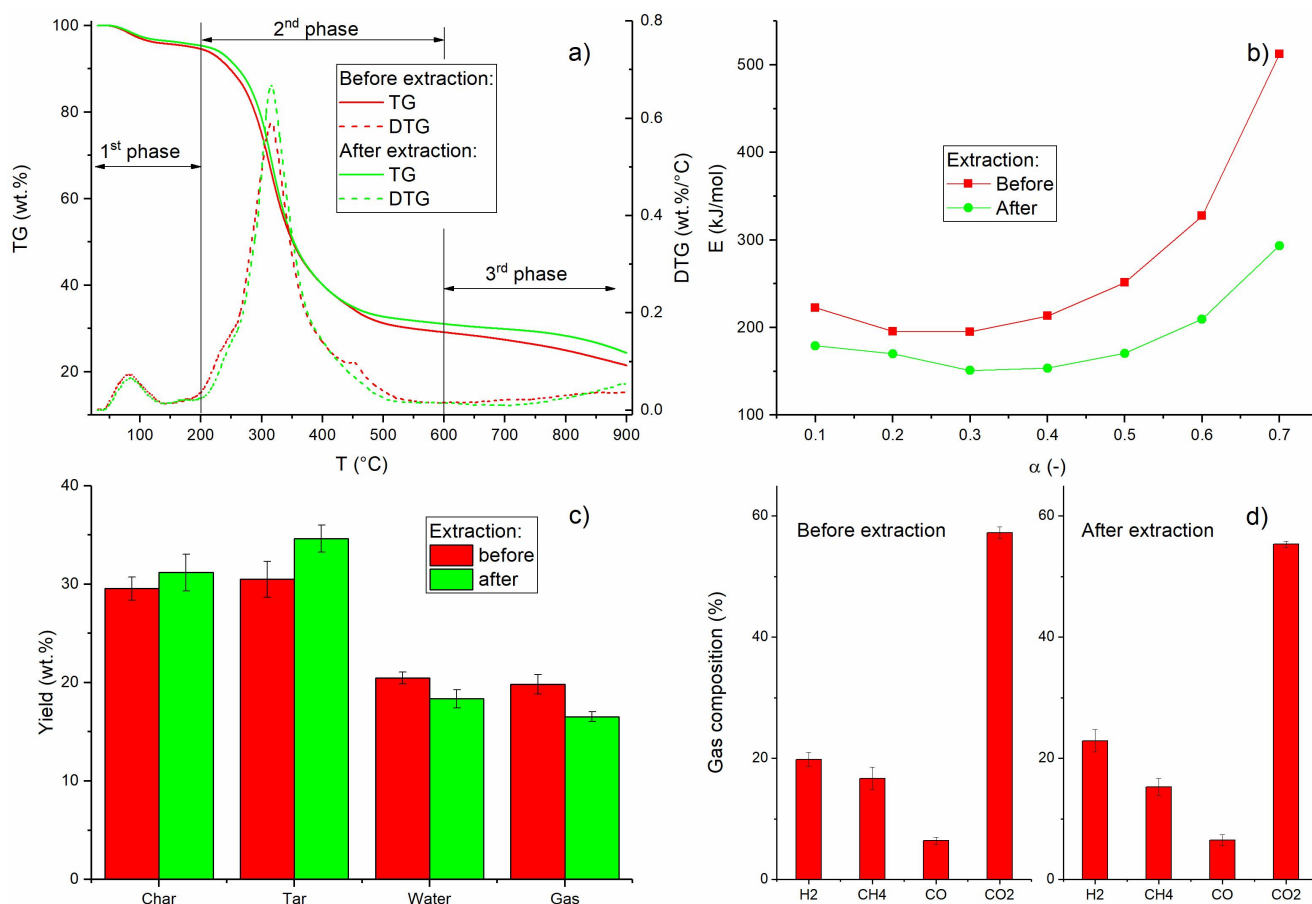 a)
TG (wt.%)
100
80
60
40
20
0.8
0.6
0.4
0.2
0.0
DTG (wt.%/°C)
2nd phase
1st phase
3rd phase
Before extraction:
TG
DTG
After extraction:
TG
DTG
100 200 300 400 500 600 700 800 900
T (°C)
b)
E (kJ/mol)
500
400
300
200
100
Extraction:
Before
After
0.1 0.2 0.3 0.4 0.5 0.6 0.7
α (-)
c)
Yield (wt.%)
40
30
20
10
0
Extraction:
before
after
Char Tar Water Gas
d)
Gas composition (%)
Before extraction
60
40
20
0
H2 CH4 CO CO2
After extraction
60
40
20
0
H2 CH4 CO CO2